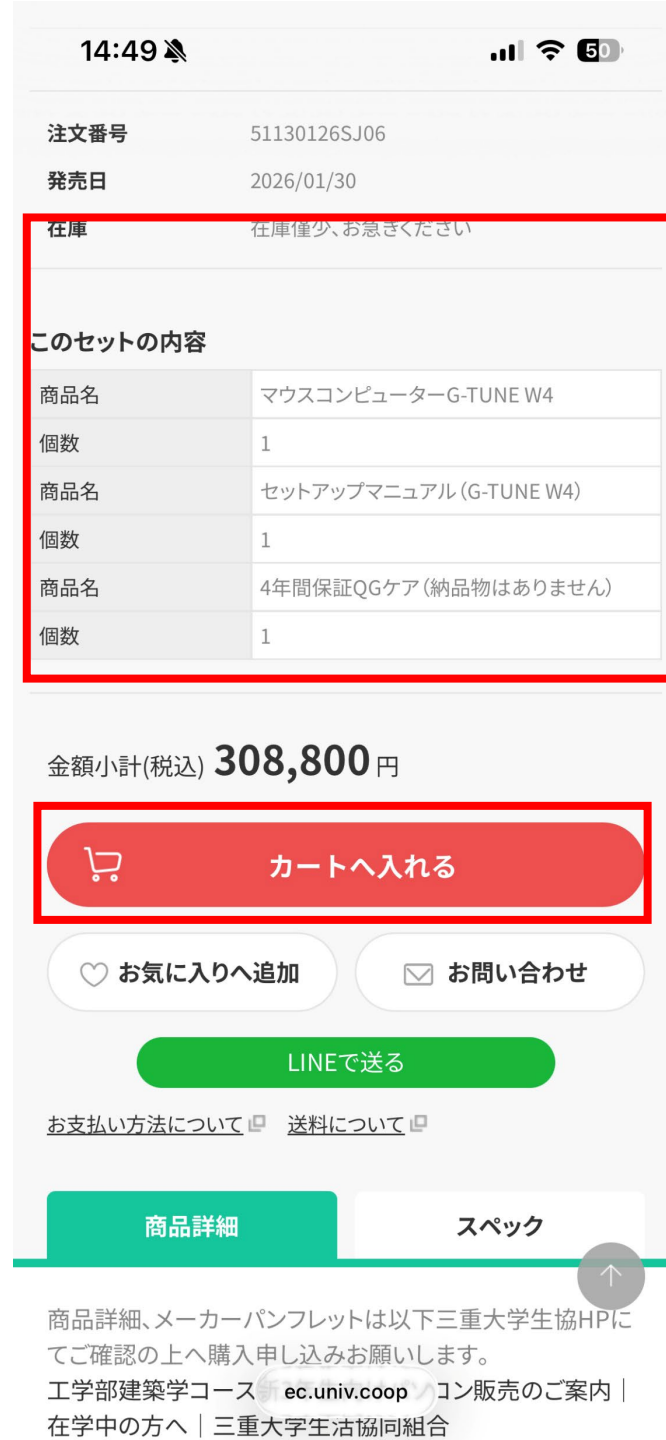 14:49
50
注文番号 51130126SJ06
発売日 2026/01/30
在庫 在庫僅少、お急ぎください
このセットの内容
商品名 マウスコンピューターG-TUNE W4
個数 1
商品名 セットアップマニュアル(G-TUNE W4)
個数 1
商品名 4年間保証QGケア(納品物はありません)
個数 1
金額小計(税込) 308,800 円
カートへ入れる
お気に入りへ追加 お問い合わせ
LINEで送る
お支払い方法について 送料について
商品詳細 スペック
商品詳細、メーカーパンフレットは以下三重大学生協HPに
てご確認の上へ購入申し込みお願いします。
工学部建築学コース ec.univ.coop コン販売のご案内|
在学中の方へ|三重大学生活協同組合